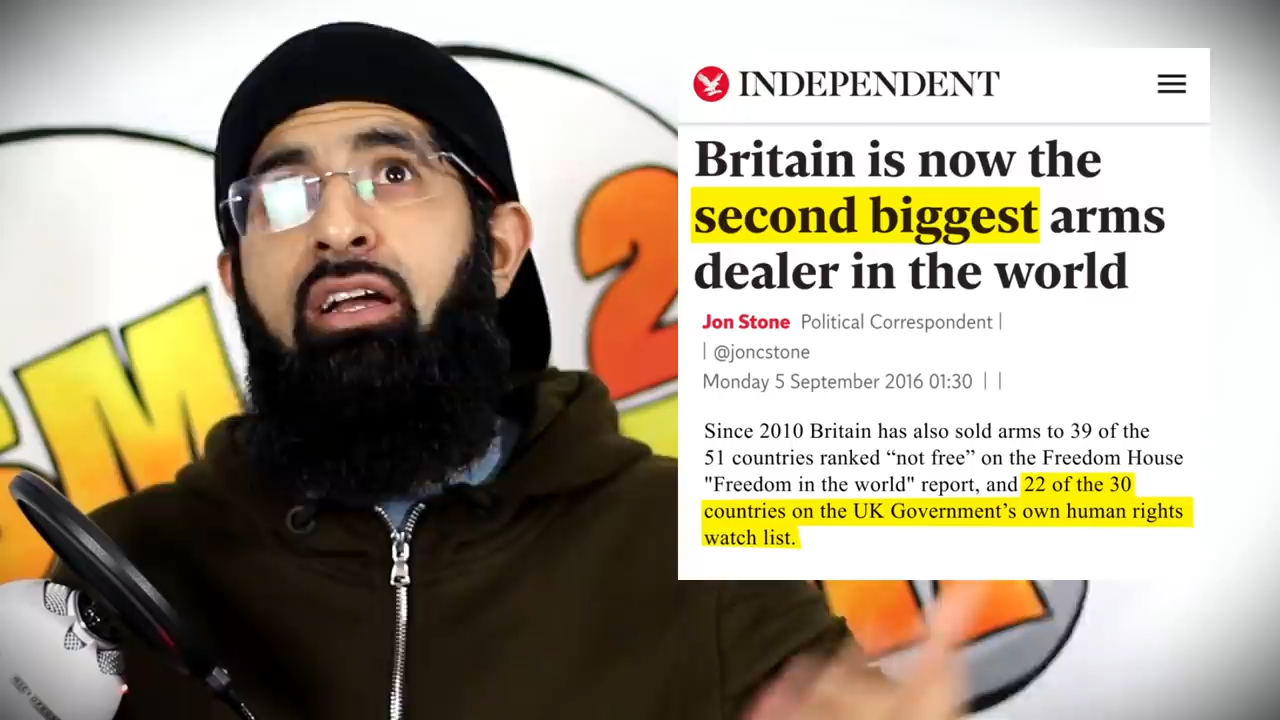 INDEPENDENT
Britain is now the
second biggest arms
dealer in the world
Jon Stone Political Correspondent |
| @joncstone
Monday 5 September 2016 01:30 | |
Since 2010 Britain has also sold arms to 39 of the
51 countries ranked “not free” on the Freedom House
"Freedom in the world" report, and 22 of the 30
countries on the UK Government’s own human rights
watch list.
2